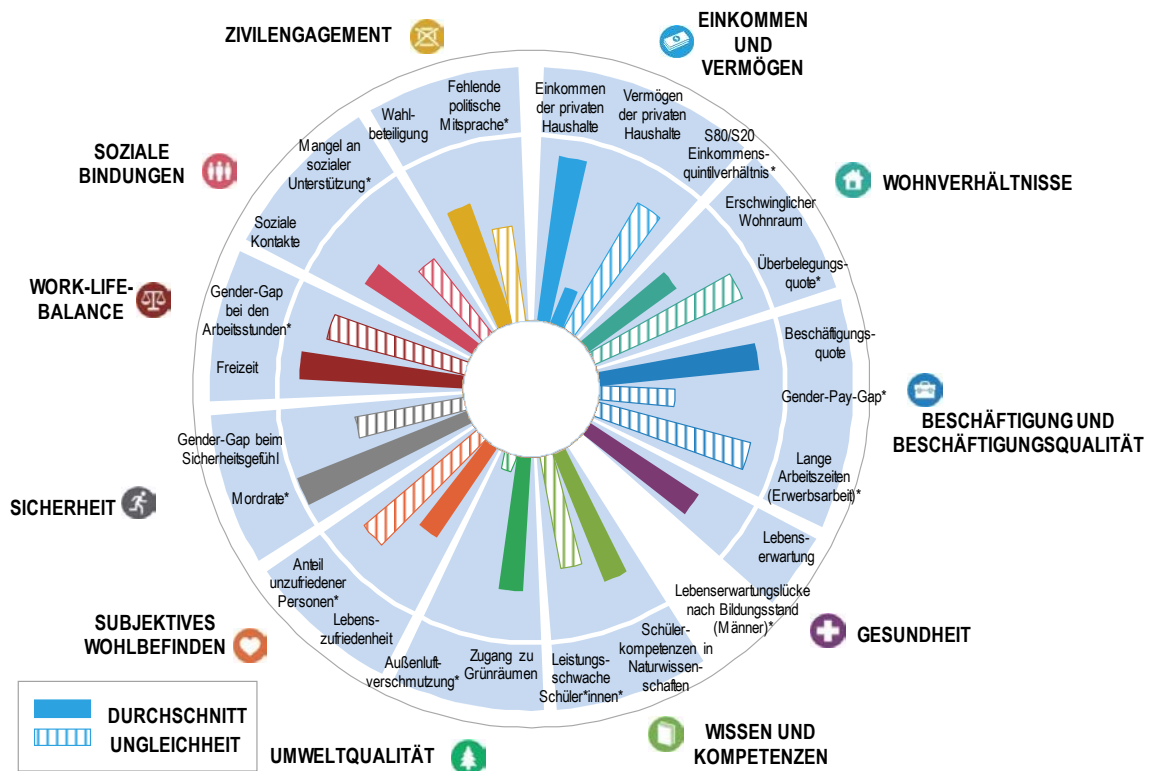 ZIVILENGAGEMENT
EINKOMMEN
UND
VERMÖGEN
Fehlende
politische
Mitsprache*
Wahl-
beteiligung
Einkommen
der privaten
Haushalte
Vermögen
der privaten
Haushalte
S80/S20
Einkommens-
quintilverhältnis*
SOZIALE
BINDUNGEN
Mangel an
sozialer
Unterstützung*
Soziale
Kontakte
WOHNVERHÄLTNISSE
Erschwinglicher
Wohnraum
Überbelegungs-
quote*
WORK-LIFE-
BALANCE
Gender-Gap
bei den
Arbeitsstunden*
Freizeit
Beschäftigungs-
quote
Gender-Pay-Gap*
Lange
Arbeitszeiten
(Erwerbsarbeit)*
BESCHÄFTIGUNG UND
BESCHÄFTIGUNGSQUALITÄT
SICHERHEIT
Gender-Gap beim
Sicherheitsgefühl
Mordrate*
Lebens-
erwartung
Lebenserwartungslücke
nach Bildungsstand
(Männer)*
GESUNDHEIT
SUBJEKTIVES
WOHLBEFINDEN
Anteil
unzufriedener
Personen*
Lebens-
zufriedenheit
Außenluft-
verschmutzung*
Zugang zu
Grünräumen
UMWELTQUALITÄT
Leistungs-
schwache
Schüler*innen*
Schüler-
kompetenzen in
Naturwissen-
schaften
WISSEN UND
KOMPETENZEN
DURCHSCHNITT
UNGLEICHHEIT